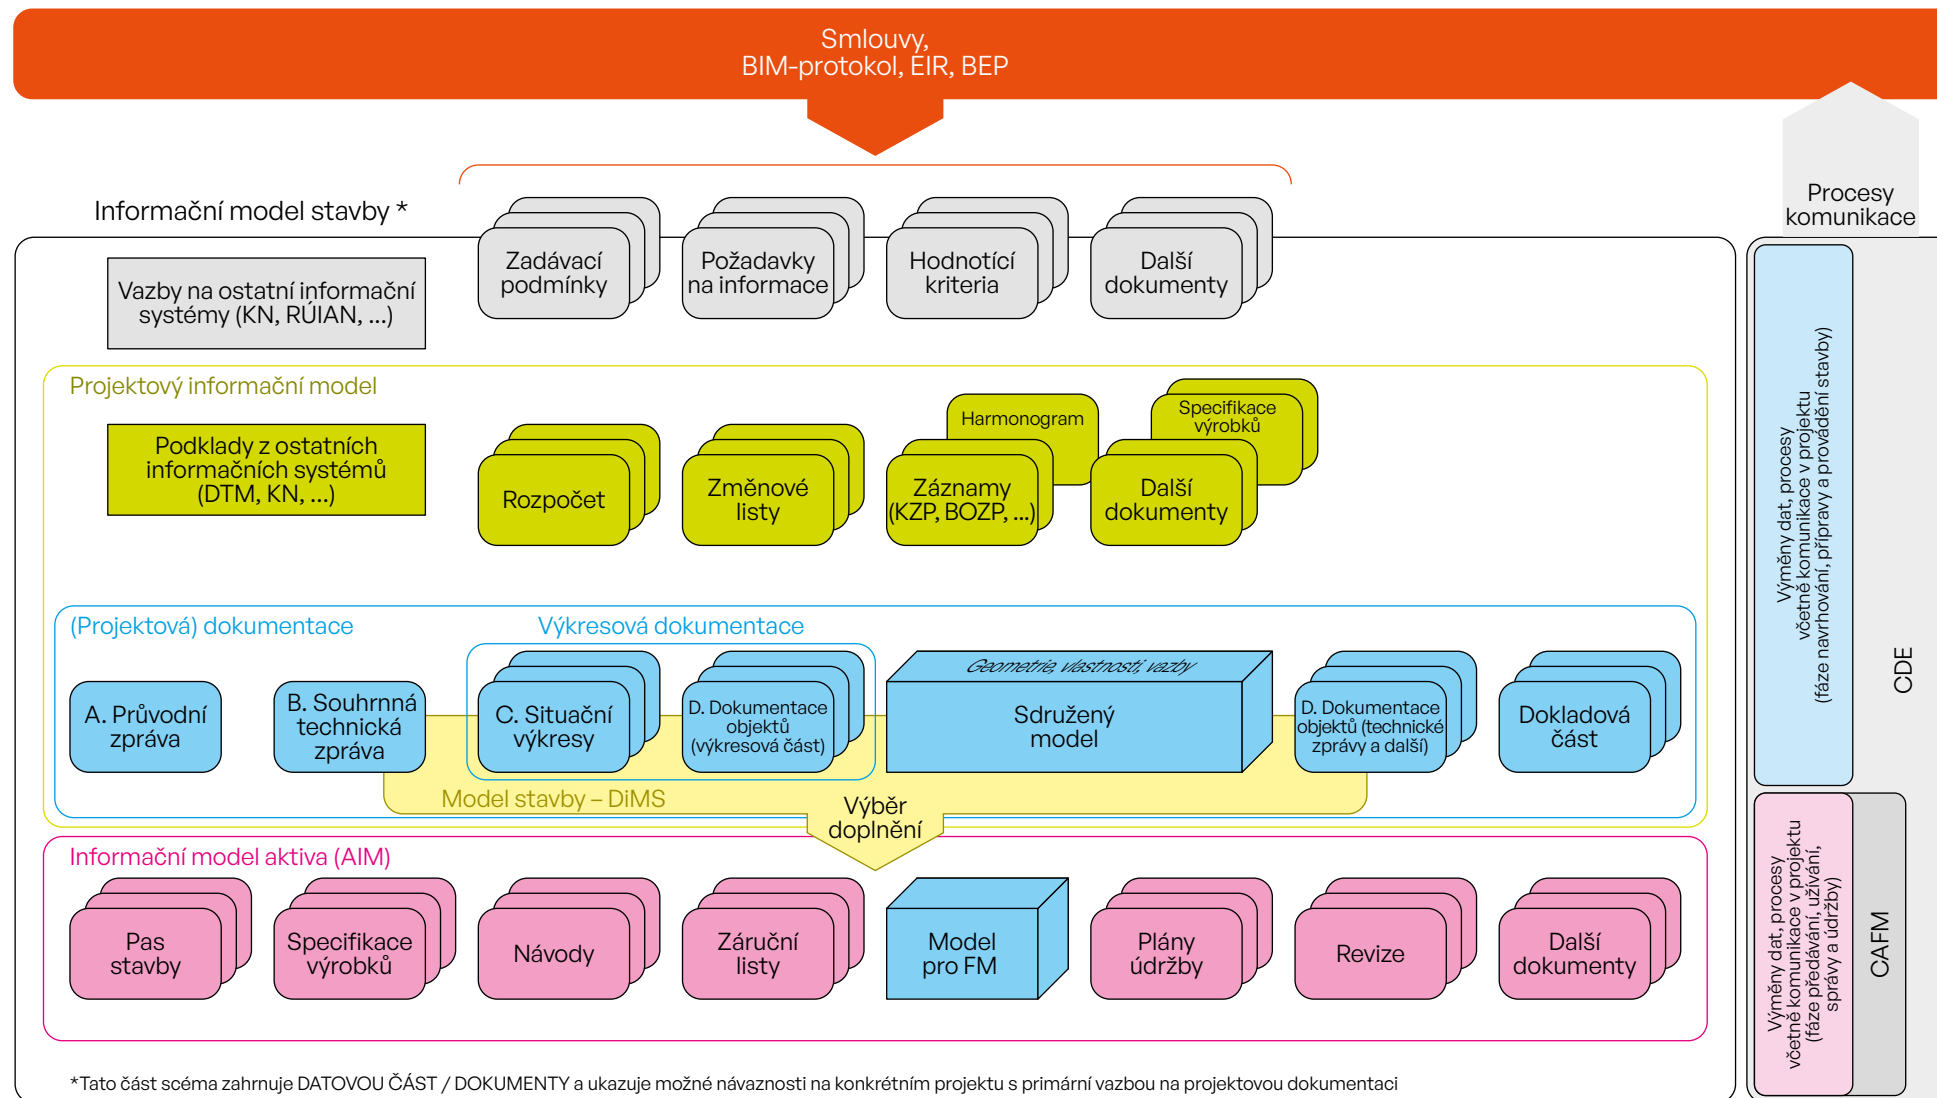 Smlouvy,
BIM-protokol, EIR, BEP
Procesy
komunikace
Informační model stavby *
Vazby na ostatní informační
systémy (KN, RÚIAN, ...)
Zadávací
podmínky
Požadavky
na informace
Hodnotící
kriteria
Další
dokumenty
Projektový informační model
Podklady z ostatních
informačních systémů
(DTM, KN, ...)
Rozpočet
Změnové
listy
Harmonogram
Záznamy
(KZP, BOZP, ...)
Specifikace
výrobků
Další
dokumenty
(Projektová) dokumentace
Výkresová dokumentace
A. Průvodní
zpráva
B. Souhrnná
technická
zpráva
C. Situační
výkresy
D. Dokumentace
objektů
(výkresová část)
Geometrie, vlastnosti, vazby
Sdružený
model
D. Dokumentace
objektů (technické
zprávy a další)
Dokladová
část
Model stavby – DiMS
Výběr
doplnění
Informační model aktiva (AIM)
Pas
stavby
Specifikace
výrobků
Návody
Záruční
listy
Model
pro FM
Plány
údržby
Revize
Další
dokumenty
*Tato část scéma zahrnuje DATOVOU ČÁST / DOKUMENTY a ukazuje možné návaznosti na konkrétním projektu s primární vazbou na projektovou dokumentaci
Výměny dat, procesy
včetně komunikace v projektu
(fáze navrhování, přípravy a provádění stavby)
CDE
Výměny dat, procesy
včetně komunikace v projektu
(fáze předávání, užívání,
správy a údržby)
CAFM